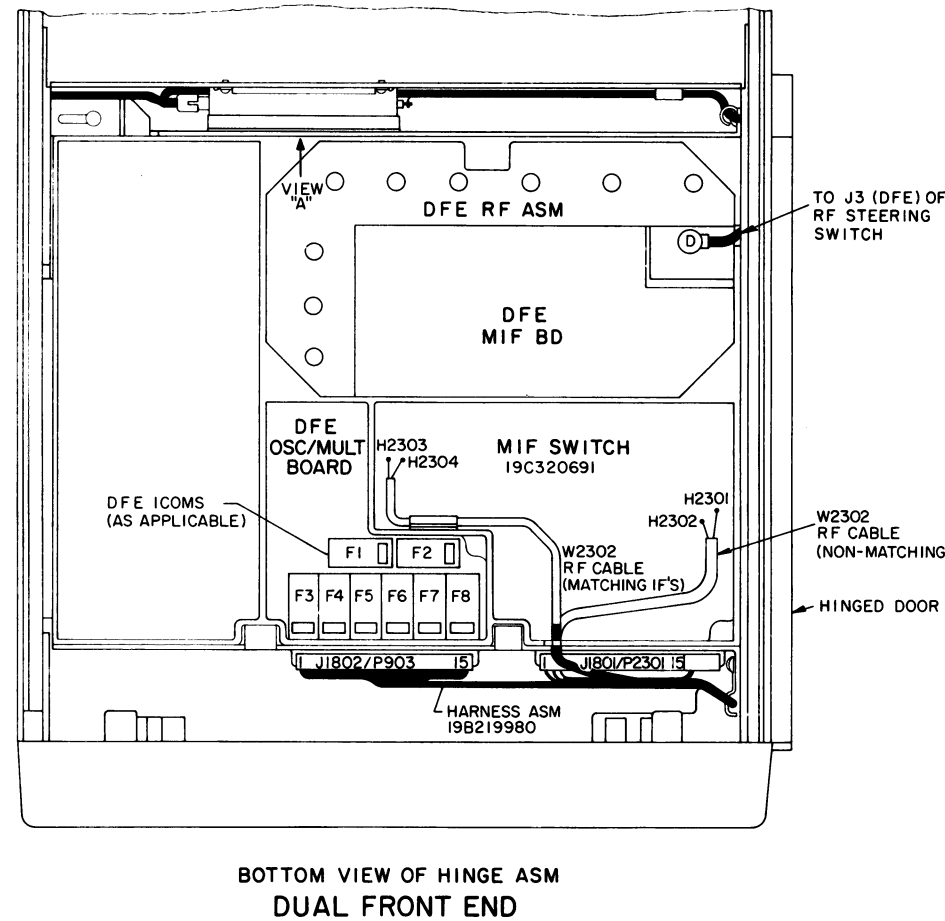 VIEW
"A"
DFE RF ASM
TO J3 (DFE) OF
RF STEERING
SWITCH
D
DFE
MIF BD
DFE
OSC/MULT
BOARD
H2303
H2304
MIF SWITCH
19C320691
DFE ICOMS
(AS APPLICABLE)
H2301
H2302
W2302
RF CABLE
(NON-MATCHING
F1 F2
W2302
RF CABLE
(MATCHING IF'S)
F3 F4 F5 F6 F7 F8
HINGED DOOR
1 J1802/P903 15
1 J1801/P2301 15
HARNESS ASM
19B219980
BOTTOM VIEW OF HINGE ASM
DUAL FRONT END